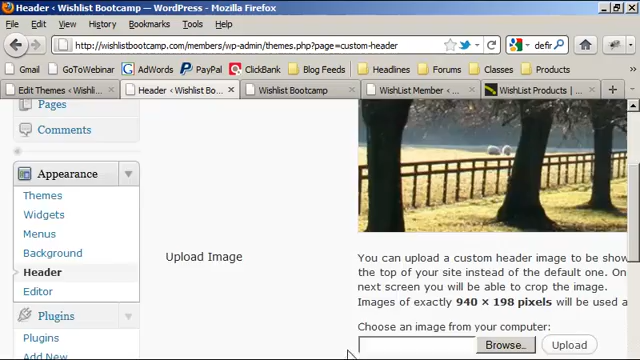 Header ‹ Wishlist Bootcamp — WordPress - Mozilla Firefox
File Edit View History Bookmarks Tools Help
http://wishlistbootcamp.com/members/wp-admin/themes.php?page=custom-header
defir
Gmail GoToWebinar AdWords PayPal ClickBank Blog Feeds Headlines Forums Classes Products
Edit Themes ‹ Wishli... Header ‹ Wishlist Bo... Wishlist Bootcamp WishList Member ‹ ... WishList Products | ...
Pages
Comments
Appearance
Themes
Widgets
Menus
Background
Header
Editor
Plugins
Plugins
Add New
Upload Image
You can upload a custom header image to be show
the top of your site instead of the default one. On
next screen you will be able to crop the image.
Images of exactly 940 × 198 pixels will be used a
Choose an image from your computer:
Browse..
Upload